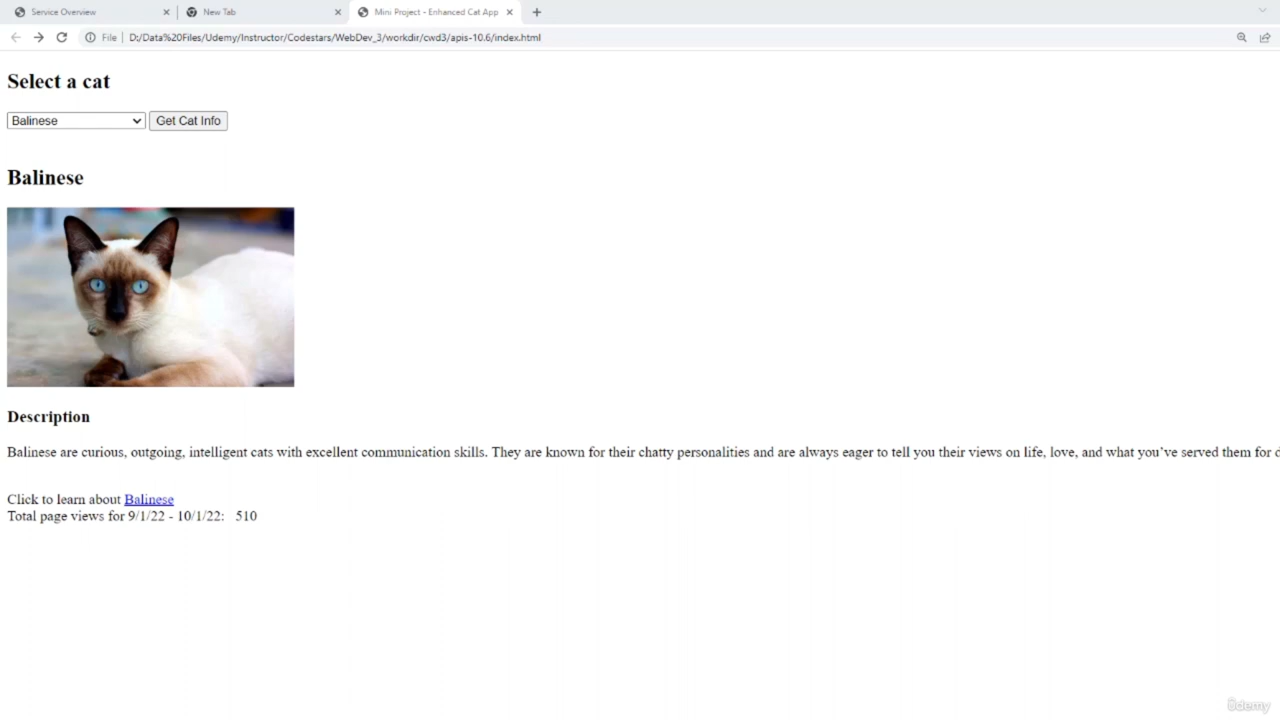 Service Overview
New Tab
Mini Project - Enhanced Cat App
File
D:/Data%20Files/Udemy/Instructor/Codestars/WebDev_3/workdir/cwd3/apis-10.6/index.html
Select a cat
Balinese
Get Cat Info
Balinese
Description
Balinese are curious, outgoing, intelligent cats with excellent communication skills. They are known for their chatty personalities and are always eager to tell you their views on life, love, and what you’ve served them for d
Click to learn about Balinese
Total page views for 9/1/22 - 10/1/22: 510
Udemy